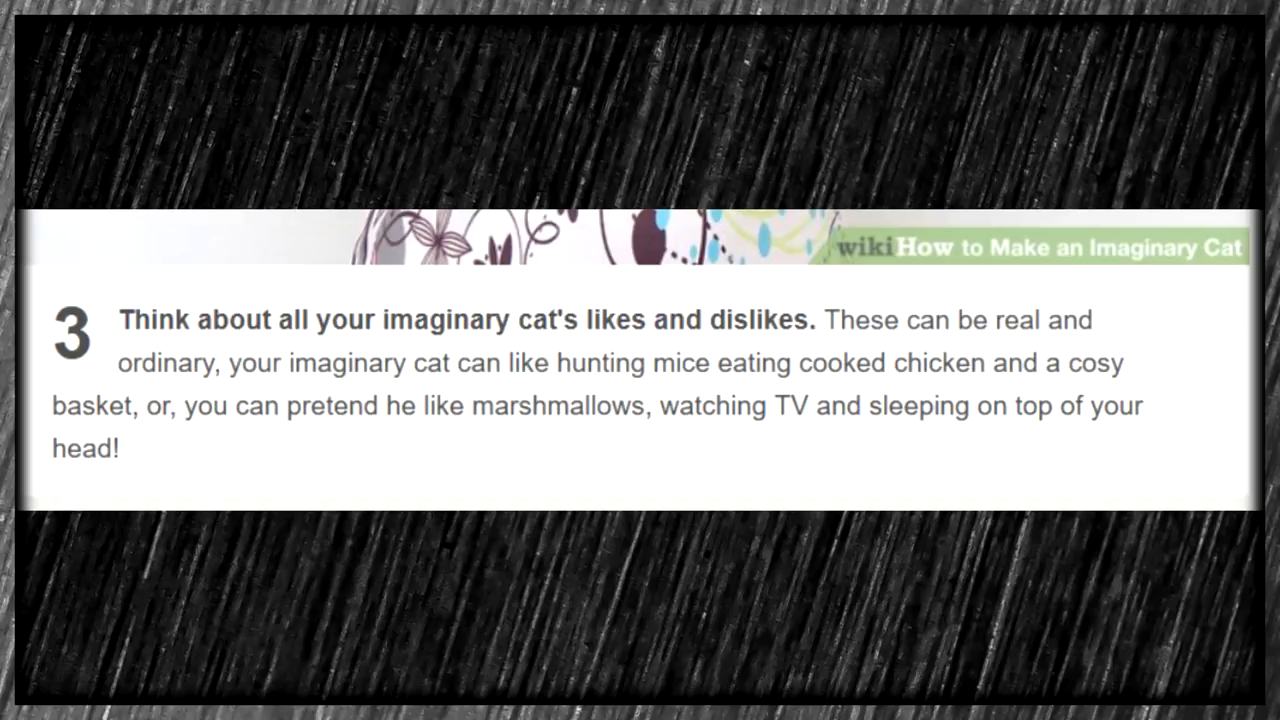 wikiHow to Make an Imaginary Cat
3 Think about all your imaginary cat's likes and dislikes. These can be real and
ordinary, your imaginary cat can like hunting mice eating cooked chicken and a cosy
basket, or, you can pretend he like marshmallows, watching TV and sleeping on top of your
head!